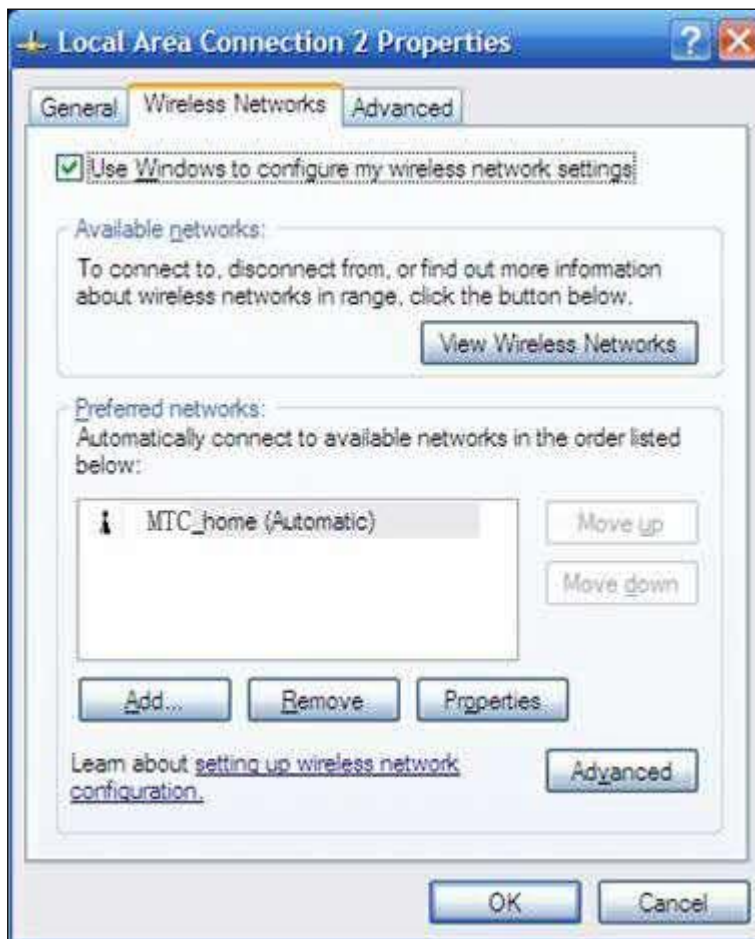 Local Area Connection 2 Properties
General Wireless Networks Advanced
Use Windows to configure my wireless network settings
Available networks:
To connect to, disconnect from, or find out more information
about wireless networks in range, click the button below.
View Wireless Networks
Preferred networks:
Automatically connect to available networks in the order listed
below:
MTC_home (Automatic)
Move up
Move down
Add... Remove Properties
Learn about setting up wireless network
configuration.
Advanced
OK Cancel